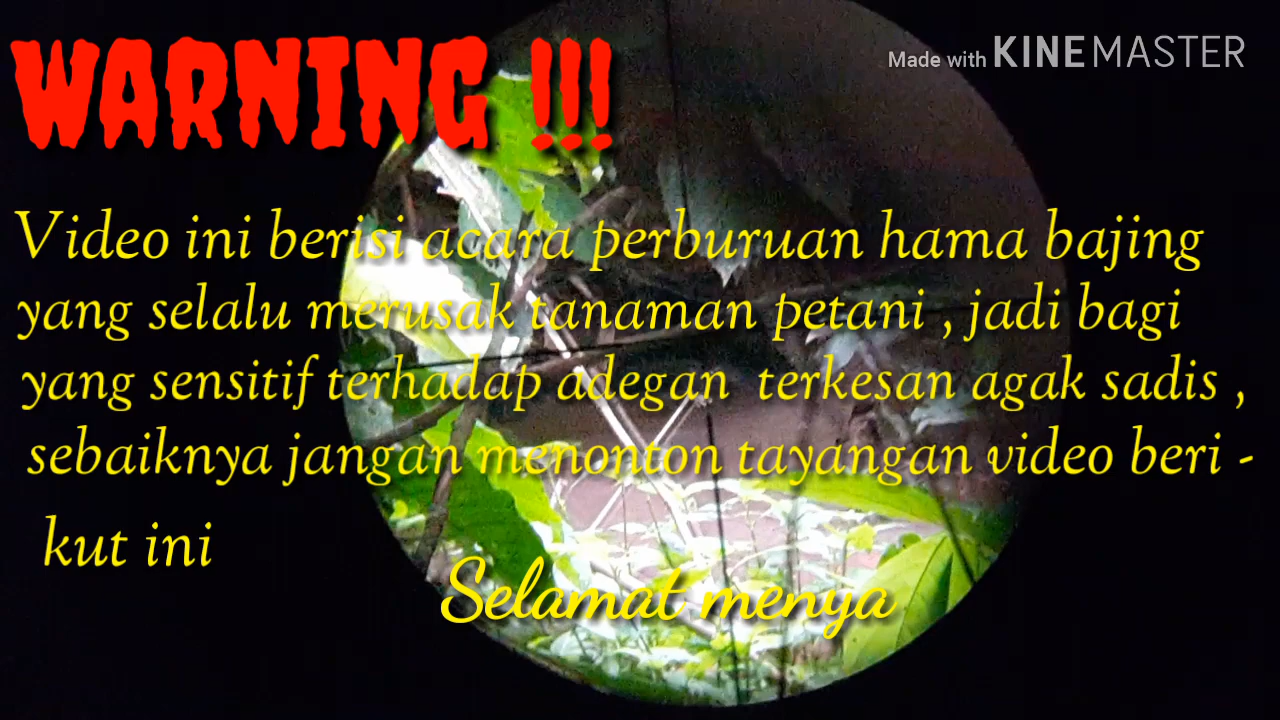 WARNING !!!
Made with KINEMASTER
Video ini berisi acara perburuan hama bajing
yang selalu merusak tanaman petani , jadi bagi
yang sensitif terhadap adegan terkesan agak sadis ,
sebaiknya jangan menonton tayangan video beri -
kut ini
Selamat menya